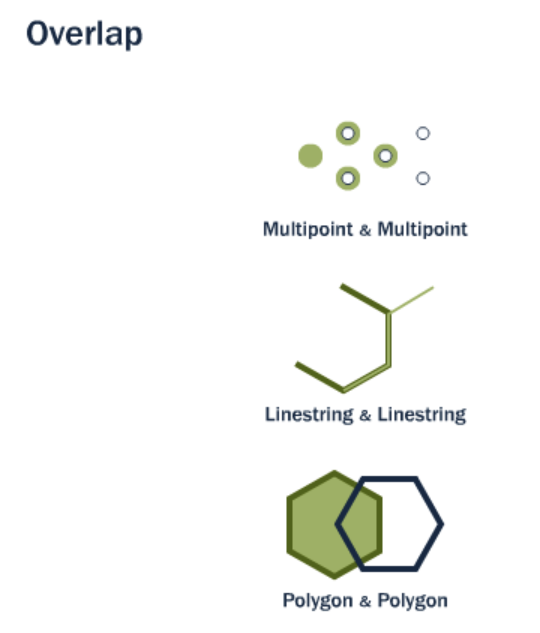 Overlap
Multipoint & Multipoint
Linestring & Linestring
Polygon & Polygon